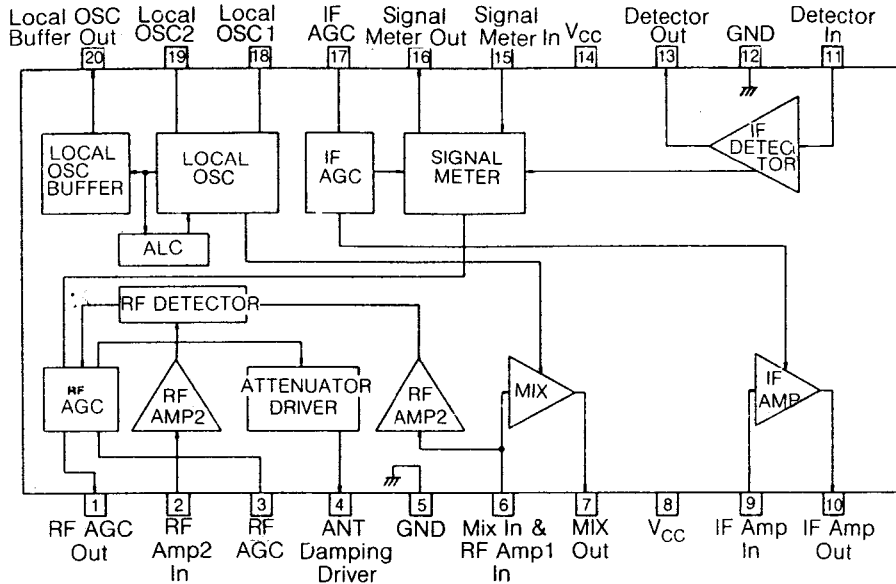 Local OSC
Buffer Out
Local
OSC2
Local
OSC1
IF
AGC
Signal
Meter Out
Signal
Meter In
VCC
Detector
Out
GND
Detector
In
20
19
18
17
16
15
14
13
12
11
LOCAL
OSC
BUFFER
LOCAL
OSC
IF
AGC
SIGNAL
METER
IF
DETEC
TOR
ALC
RF DETECTOR
RF
AGC
RF
AMP2
ATTENUATOR
DRIVER
RF
AMP2
MIX
IF
AMP
1
2
3
4
5
6
7
8
9
10
RF AGC
Out
RF
Amp2
In
RF
AGC
ANT
Damping
Driver
GND
Mix In &
RF Amp1
In
MIX
Out
VCC
IF Amp
In
IF Amp
Out